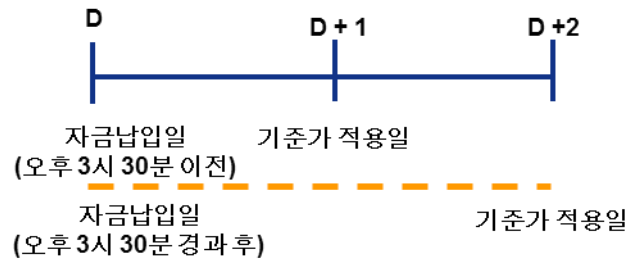 D D + 1 D +2
자금납입일 기준가 적용일
(오후 3시 30분 이전)
자금납입일 기준가 적용일
(오후 3시 30분 경과 후)